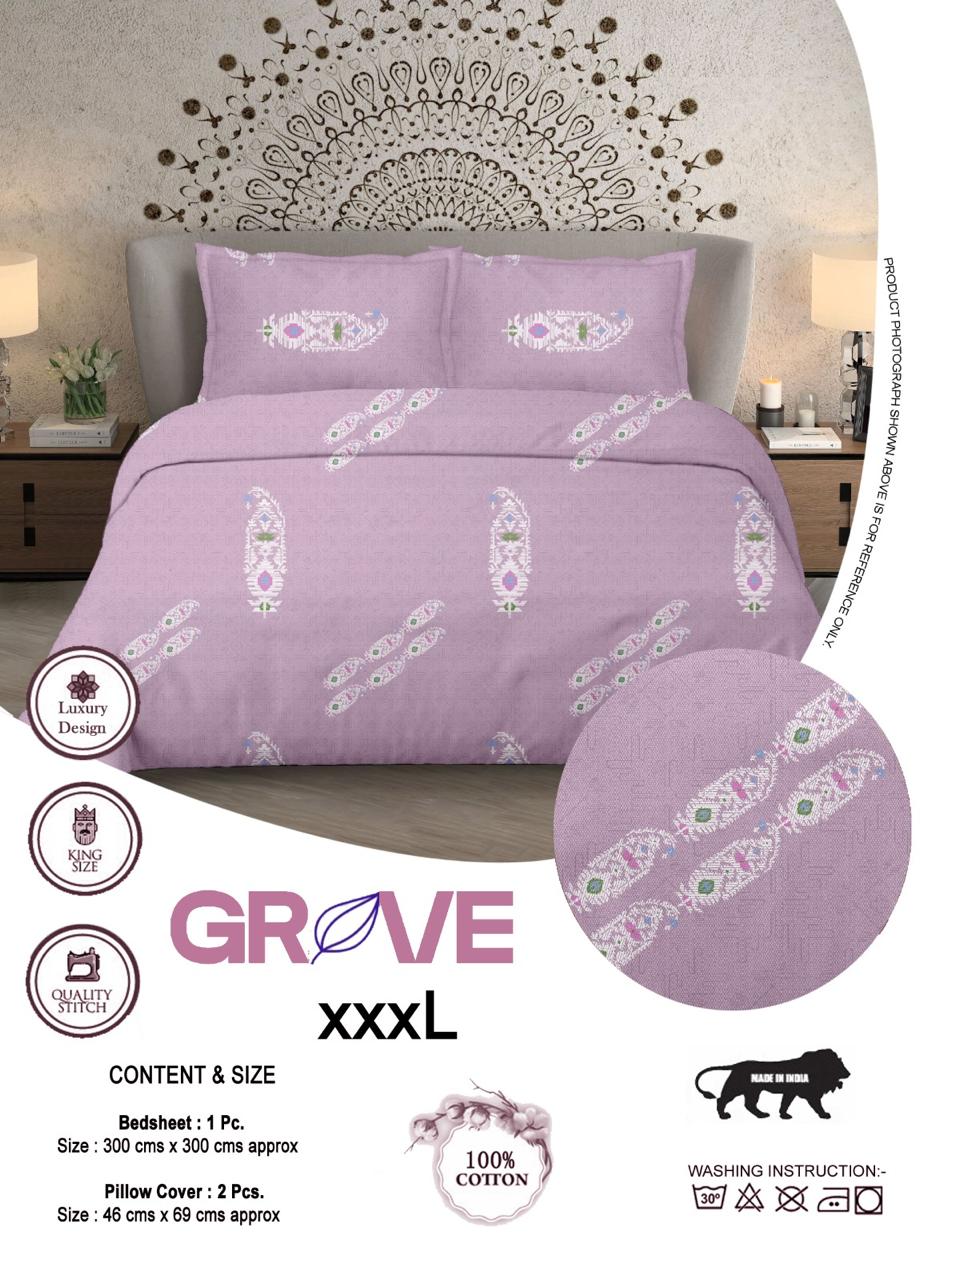 PRODUCT PHOTOGRAPH SHOWN ABOVE IS FOR REFERENCE ONLY.
Luxury
Design
KING
SIZE
QUALITY
STITCH
GROVE
xxxL
CONTENT & SIZE
Bedsheet : 1 Pc.
Size : 300 cms x 300 cms approx
Pillow Cover : 2 Pcs.
Size : 46 cms x 69 cms approx
100%
COTTON
MADE IN INDIA
WASHING INSTRUCTION:-
30°